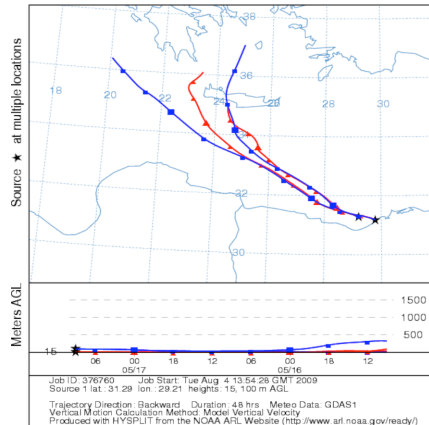 38
36
18
20
22
24
26
28
30
32
30
Source ★ at multiple locations
Meters AGL
1500
1000
500
15
06 00 18 12 06 00 18 12
05/17 05/16
Job ID: 376760 Job Start: Tue Aug 4 13:54:28 GMT 2009
Source 1 lat.: 31.29 lon.: 29.21 heights: 15, 100 m AGL
Trajectory Direction: Backward Duration: 48 hrs Meteo Data: GDAS1
Vertical Motion Calculation Method: Model Vertical Velocity
Produced with HYSPLIT from the NOAA ARL Website (http://www.arl.noaa.gov/ready/)